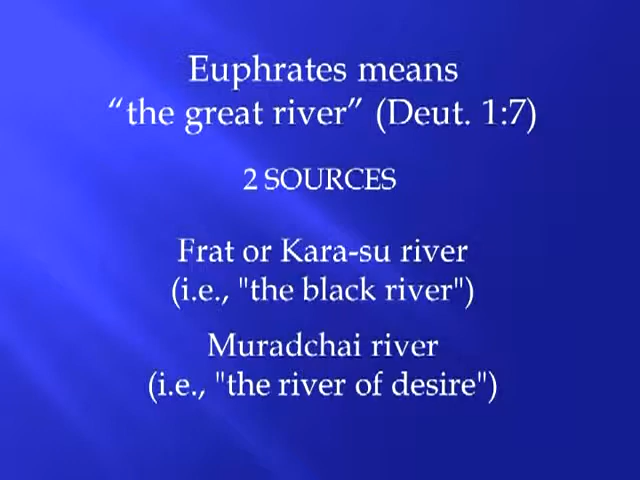 Euphrates means
“the great river” (Deut. 1:7)
2 SOURCES
Frat or Kara-su river
(i.e., "the black river")
Muradchai river
(i.e., "the river of desire")